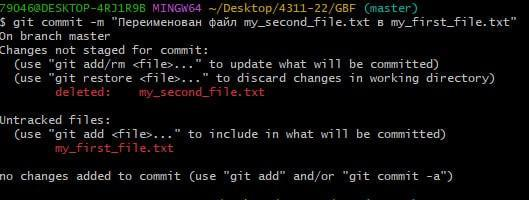 79046@DESKTOP-4RJ1R9B MINGW64 ~/Desktop/4311-22/GBF (master)
$ git commit -m "Переименован файл my_second_file.txt в my_first_file.txt"
On branch master
Changes not staged for commit:
  (use "git add/rm <file>..." to update what will be committed)
  (use "git restore <file>..." to discard changes in working directory)
        deleted:    my_second_file.txt

Untracked files:
  (use "git add <file>..." to include in what will be committed)
        my_first_file.txt

no changes added to commit (use "git add" and/or "git commit -a")